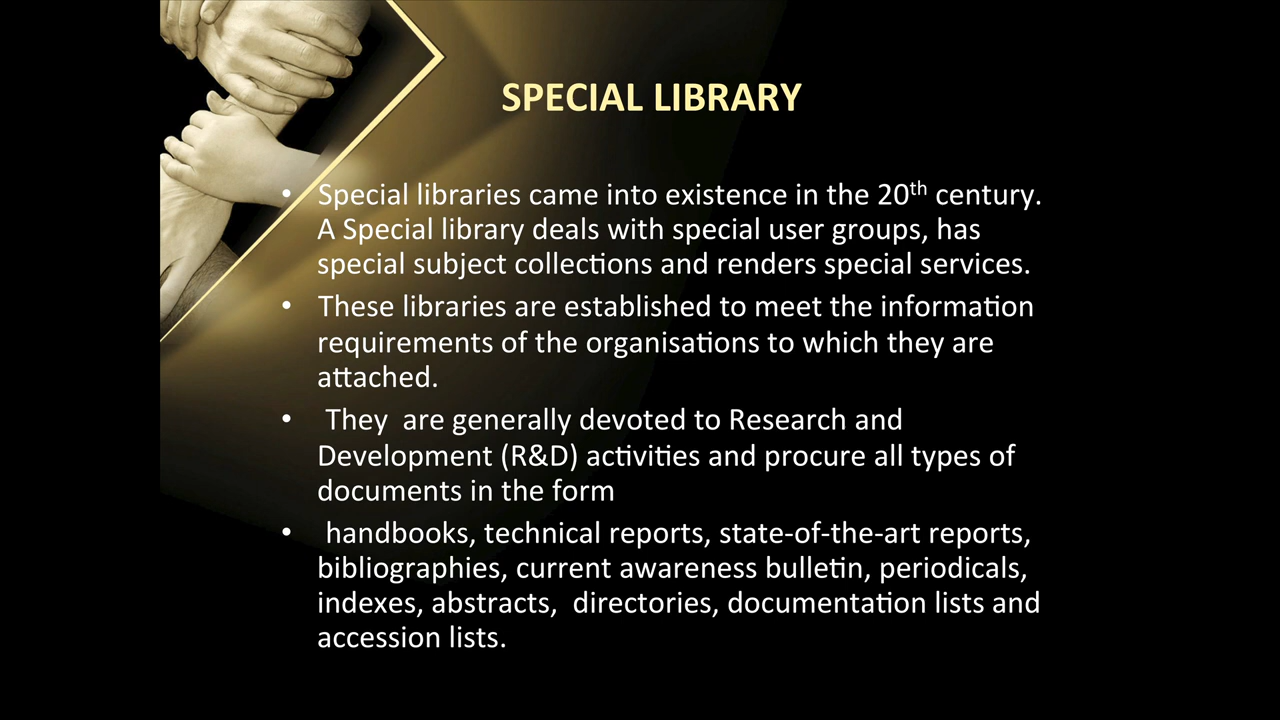 SPECIAL LIBRARY
• Special libraries came into existence in the 20th century.
A Special library deals with special user groups, has
special subject collections and renders special services.
• These libraries are established to meet the information
requirements of the organisations to which they are
attached.
• They are generally devoted to Research and
Development (R&D) activities and procure all types of
documents in the form
• handbooks, technical reports, state-of-the-art reports,
bibliographies, current awareness bulletin, periodicals,
indexes, abstracts, directories, documentation lists and
accession lists.